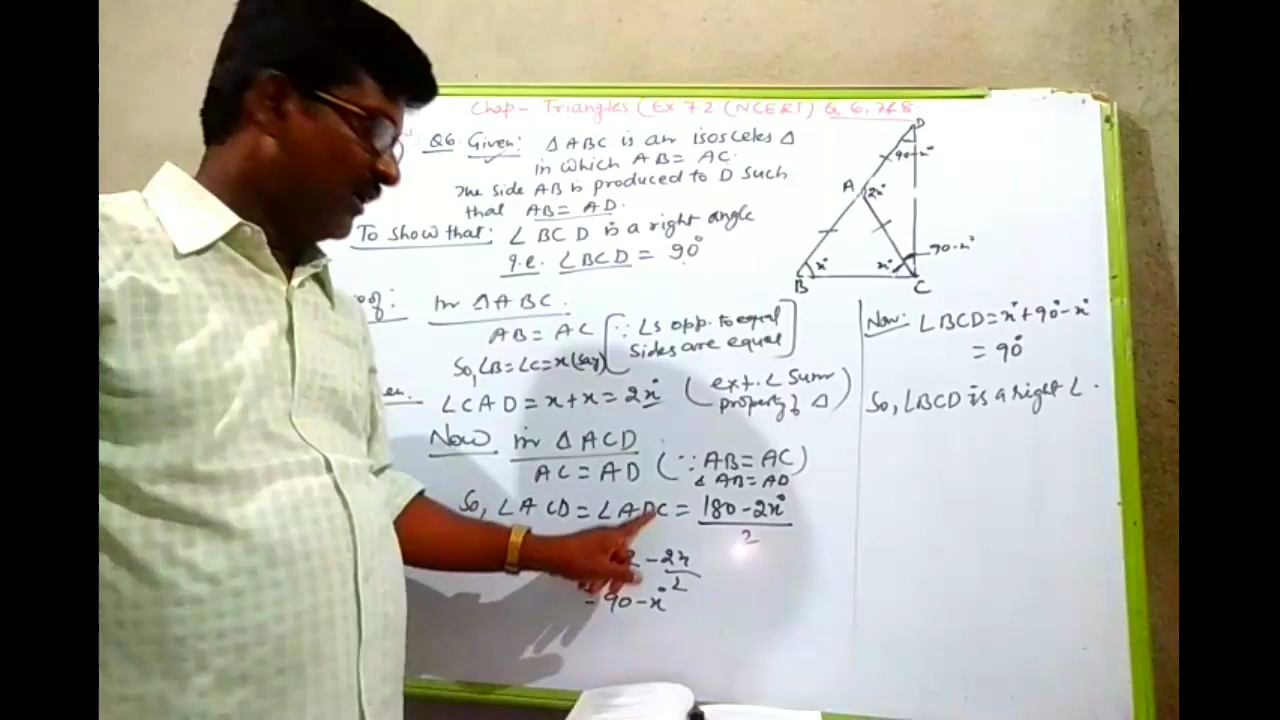 Chap- Triangles (Ex 7.2 (NCERT) Q 6, 7 & 8
Q6. Given: Δ ABC is an isosceles Δ
in which AB = AC.
The side AB is produced to D such
that AB = AD.
To show that: ∠ BCD is a right angle
i.e. ∠BCD = 90°
In ΔABC.
AB = AC [∵ ∠s opp. to equal
sides are equal]
So, ∠B = ∠C = x (say)
∠CAD = x + x = 2x° (ext. ∠ Sum
property of Δ)
Now in ΔACD
AC = AD (∵ AB = AC)
& AB = AD
So, ∠ACD = ∠ADC = 180 - 2x°
2
- 2x
2
= 90 - x°
D
90-x°
A
2x°
90-x°
x°
x°
B
C
Now: ∠BCD = x° + 90° - x°
= 90°
So, ∠BCD is a right ∠.